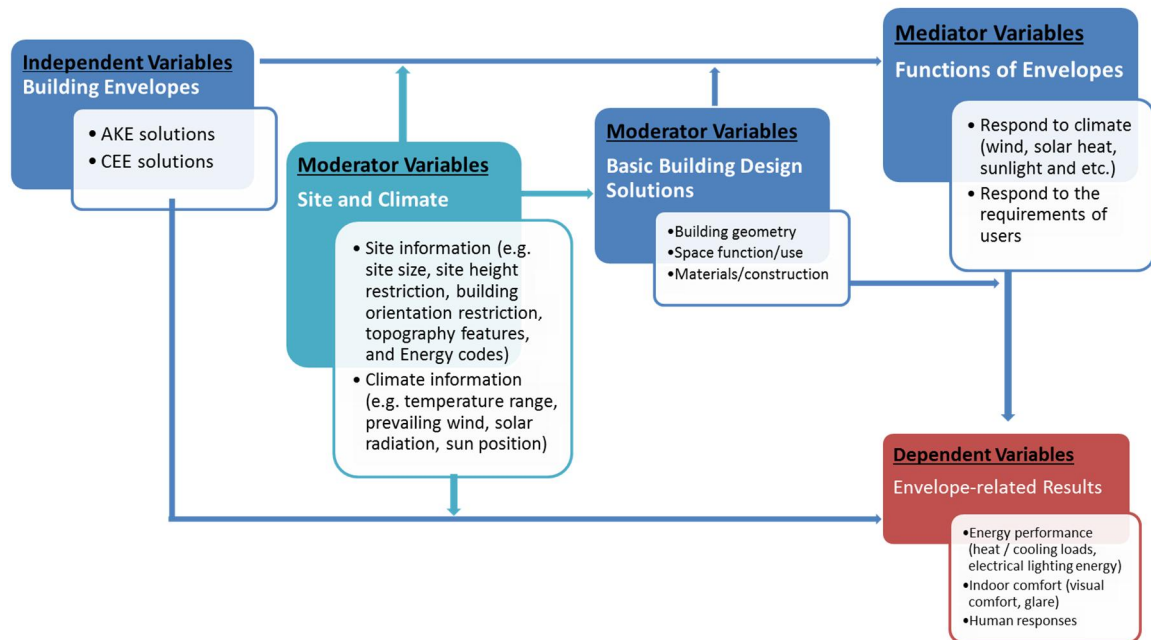 Independent Variables
Building Envelopes
• AKE solutions
• CEE solutions
Moderator Variables
Site and Climate
• Site information (e.g.
site size, site height
restriction, building
orientation restriction,
topography features,
and Energy codes)
• Climate information
(e.g. temperature range,
prevailing wind, solar
radiation, sun position)
Moderator Variables
Basic Building Design
Solutions
•Building geometry
•Space function/use
•Materials/construction
Mediator Variables
Functions of Envelopes
• Respond to climate
(wind, solar heat,
sunlight and etc.)
• Respond to the
requirements of
users
Dependent Variables
Envelope-related Results
•Energy performance
(heat / cooling loads,
electrical lighting energy)
•Indoor comfort (visual
comfort, glare)
•Human responses